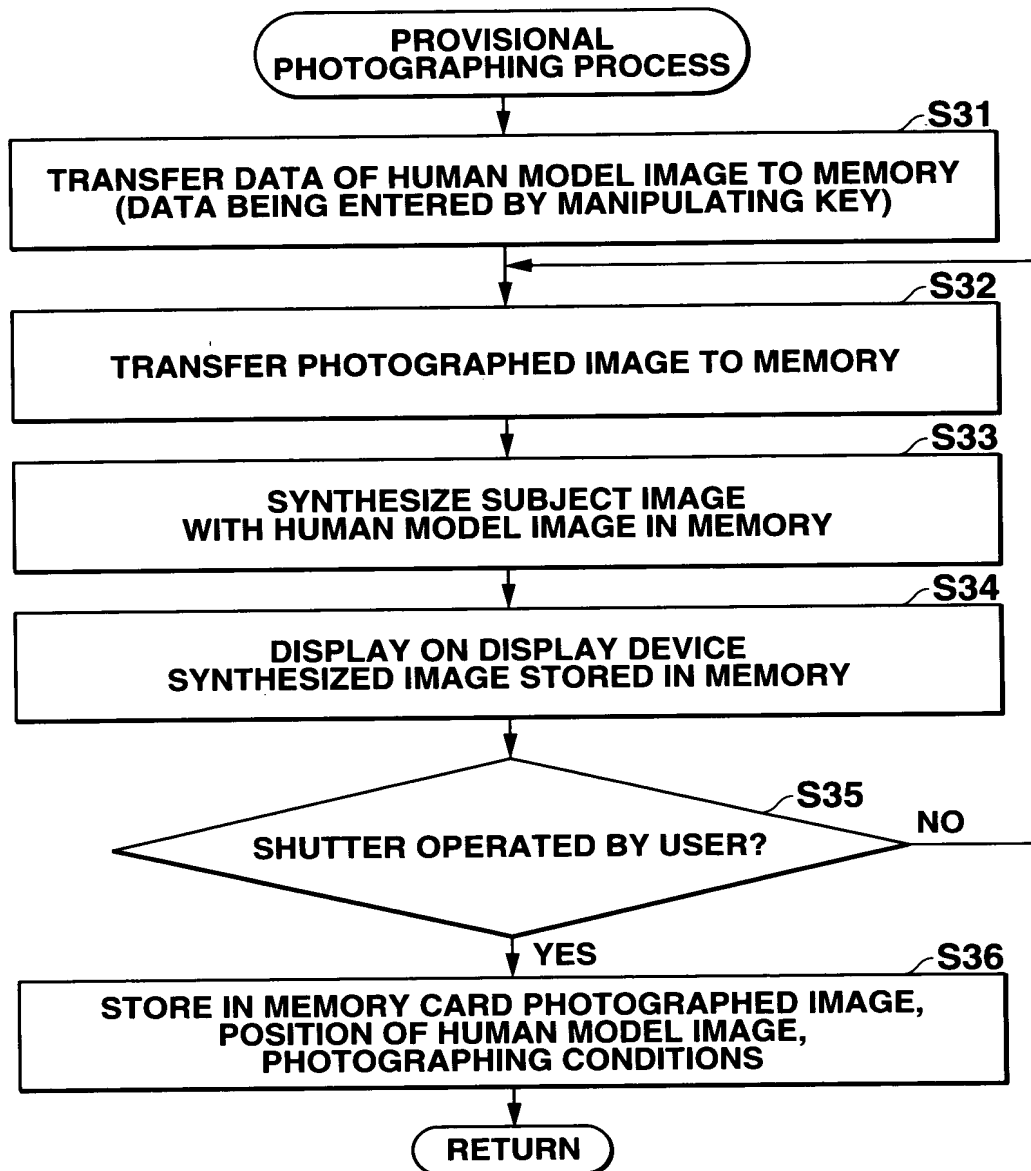 PROVISIONAL
PHOTOGRAPHING PROCESS
S31
TRANSFER DATA OF HUMAN MODEL IMAGE TO MEMORY
(DATA BEING ENTERED BY MANIPULATING KEY)
S32
TRANSFER PHOTOGRAPHED IMAGE TO MEMORY
S33
SYNTHESIZE SUBJECT IMAGE
WITH HUMAN MODEL IMAGE IN MEMORY
S34
DISPLAY ON DISPLAY DEVICE
SYNTHESIZED IMAGE STORED IN MEMORY
S35
SHUTTER OPERATED BY USER?
NO
YES
S36
STORE IN MEMORY CARD PHOTOGRAPHED IMAGE,
POSITION OF HUMAN MODEL IMAGE,
PHOTOGRAPHING CONDITIONS
RETURN